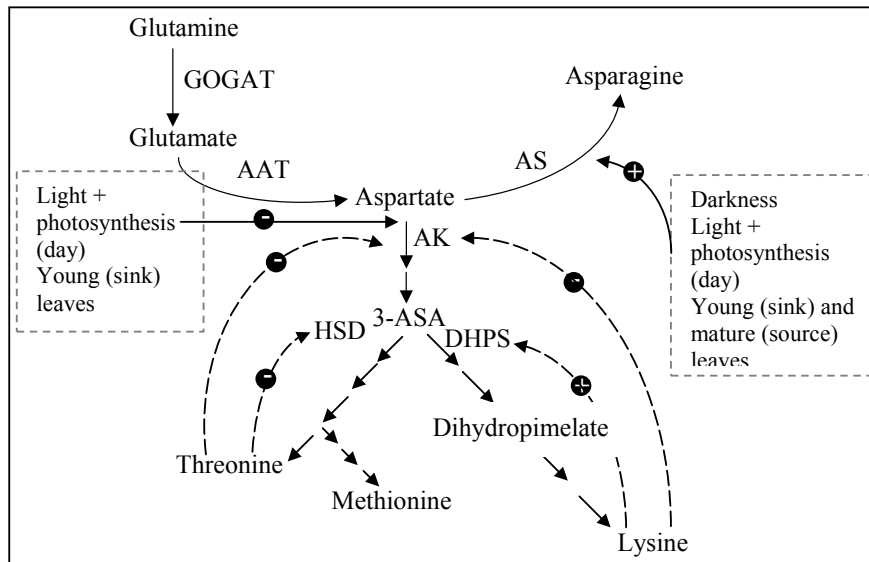 Glutamine
GOGAT
Asparagine
Glutamate
AAT
AS
Light +
photosynthesis
(day)
Young (sink)
leaves
-
Aspartate
+
Darkness
Light +
photosynthesis
(day)
Young (sink) and
mature (source)
leaves
AK
-
-
3-ASA
HSD
DHPS
-
+
Dihydropimelate
Threonine
Methionine
Lysine